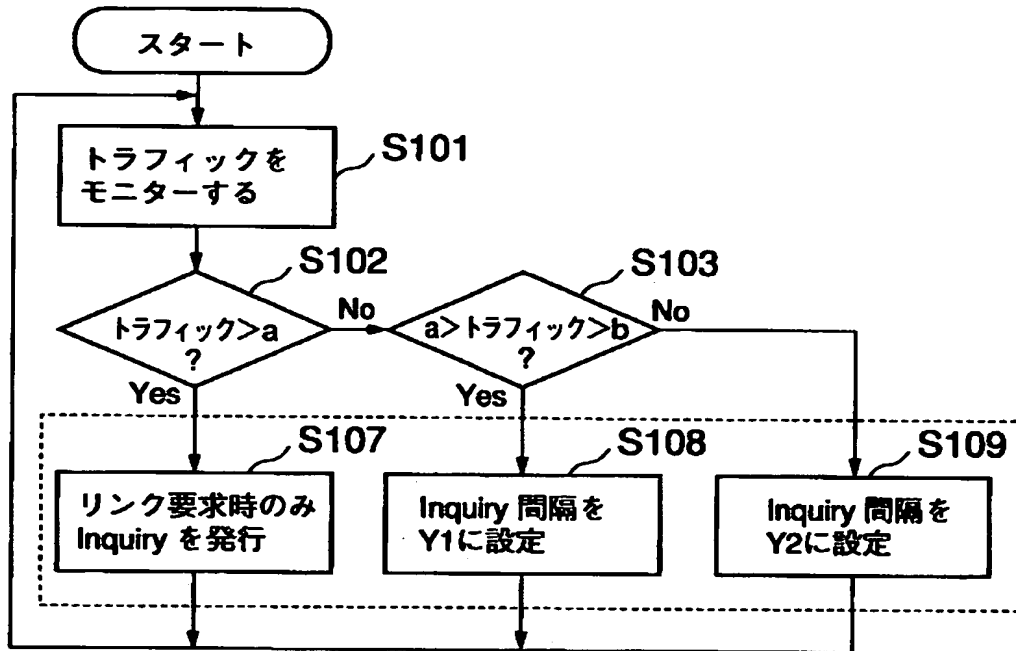 スタート
トラフィックを
モニターする
S101
S102
トラフィック>a
?
No
Yes
S103
a>トラフィック>b
?
No
Yes
S107
リンク要求時のみ
Inquiry を発行
S108
Inquiry 間隔を
Y1に設定
S109
Inquiry 間隔を
Y2に設定